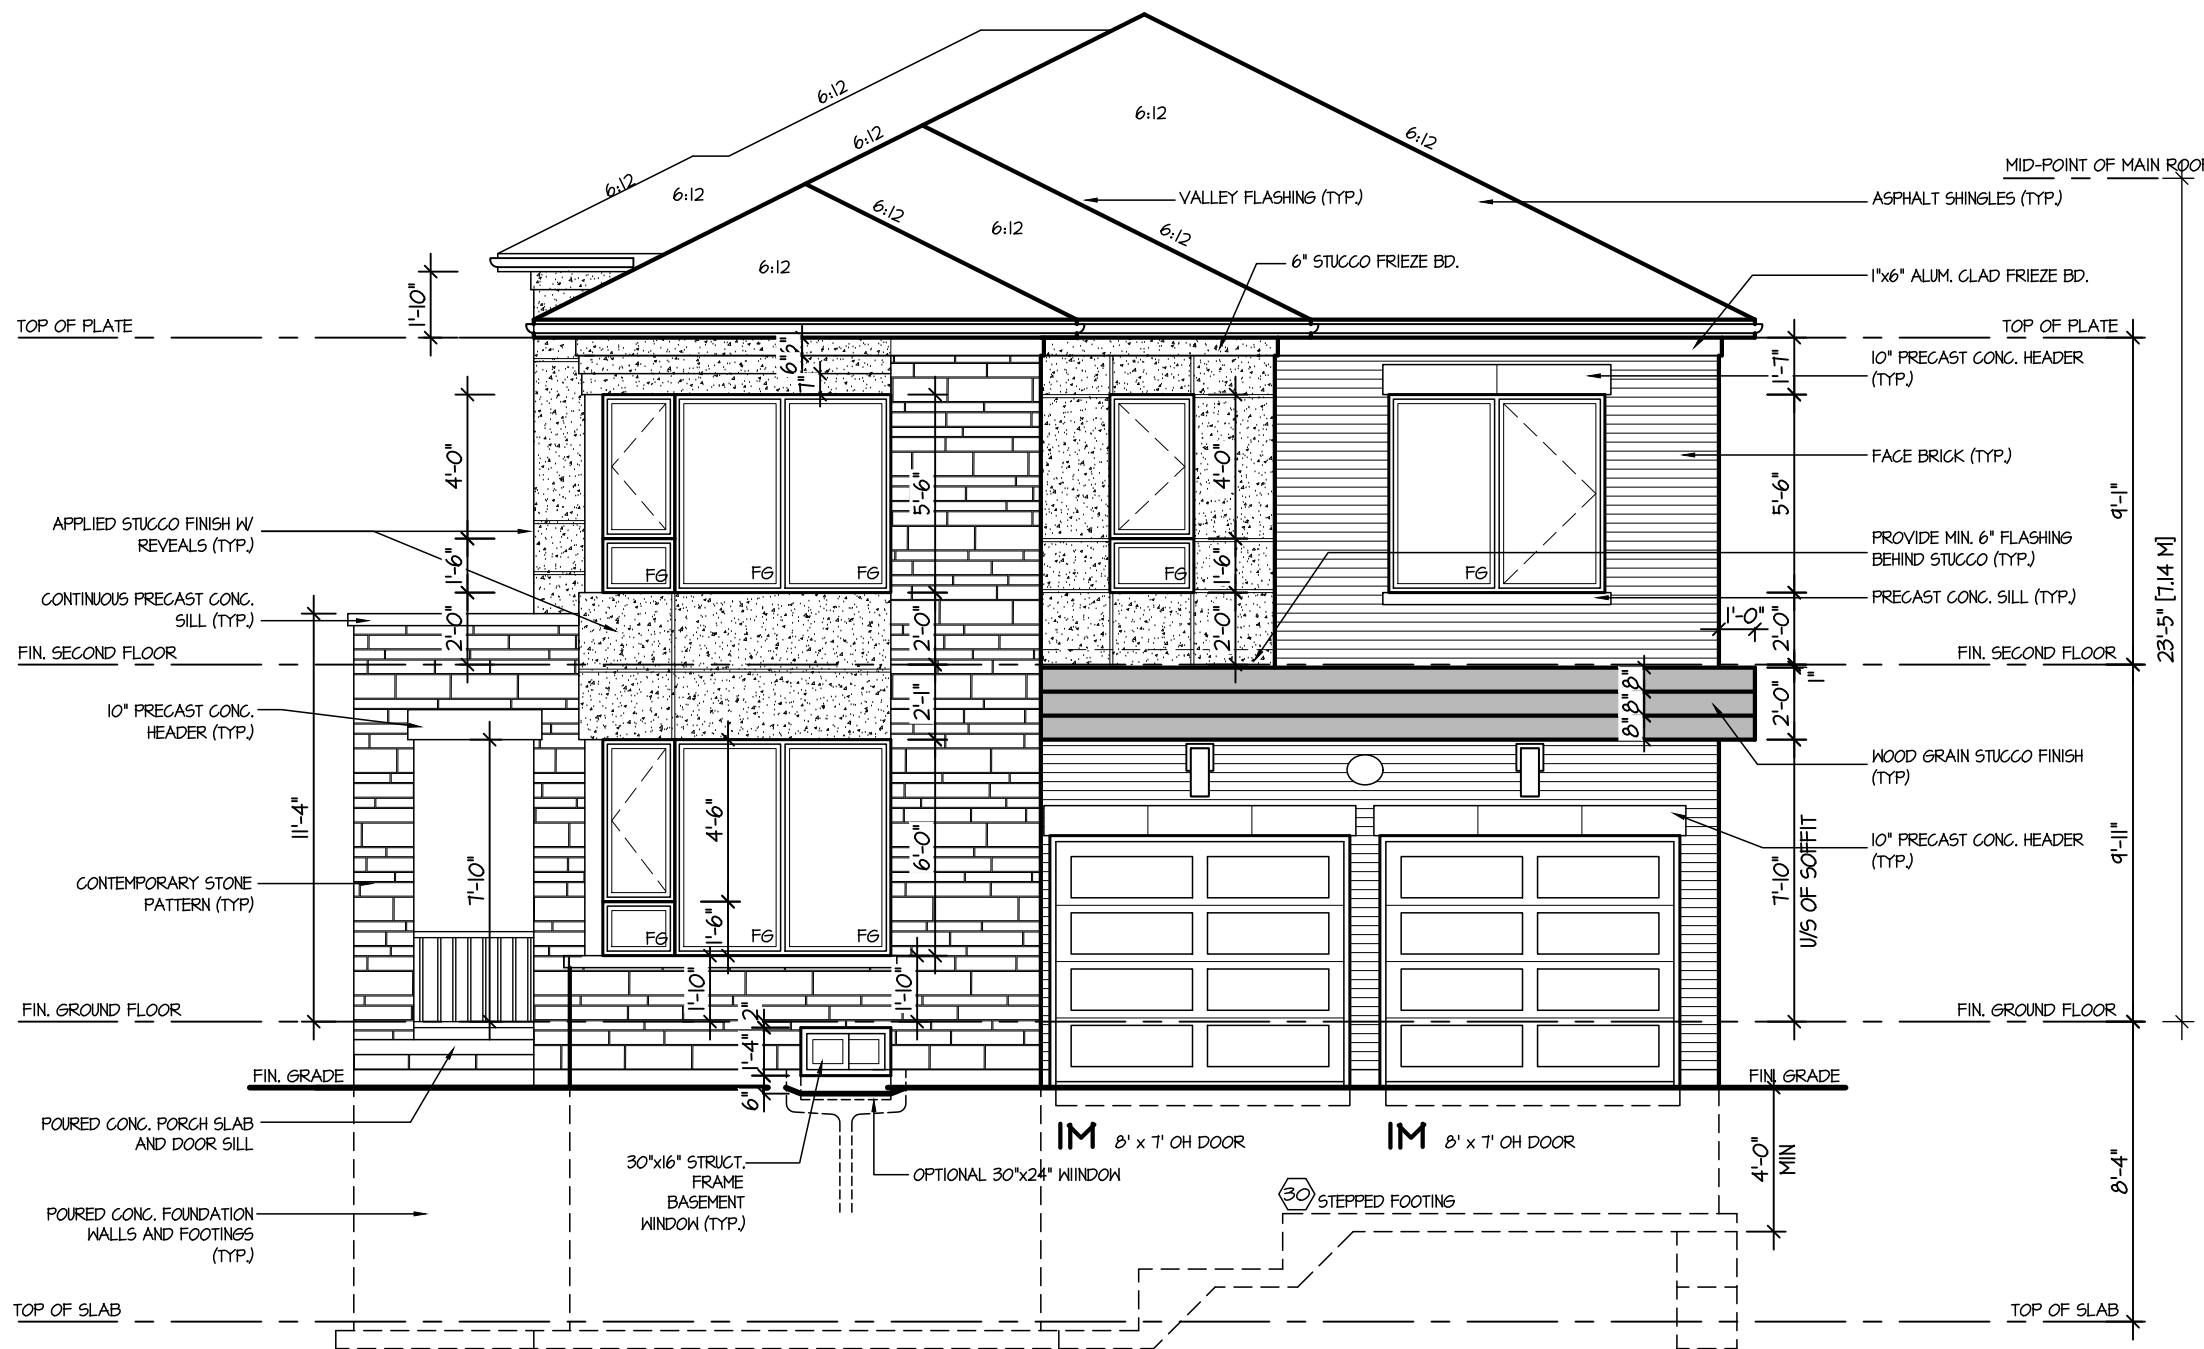 6:12
6:12
6:12
6:12
6:12
MID-POINT OF MAIN ROOF
6:12
6:12
VALLEY FLASHING (TYP.)
ASPHALT SHINGLES (TYP.)
6:12
6:12
6:12
6:12
6" STUCCO FRIEZE BD.
1"x6" ALUM. CLAD FRIEZE BD.
1'-10"
TOP OF PLATE
TOP OF PLATE
6"
2"
7"
1'-7"
10" PRECAST CONC. HEADER
(TYP.)
4'-0"
5'-6"
4'-0"
5'-6"
FACE BRICK (TYP.)
9'-1"
APPLIED STUCCO FINISH W/
REVEALS (TYP.)
PROVIDE MIN. 6" FLASHING
BEHIND STUCCO (TYP.)
23'-5" [7.14 M]
1'-6"
FG
FG
FG
FG
1'-6"
FG
CONTINUOUS PRECAST CONC.
SILL (TYP.)
PRECAST CONC. SILL (TYP.)
2'-0"
2'-0"
2'-0"
1'-0"
2'-0"
FIN. SECOND FLOOR
FIN. SECOND FLOOR
1"
8"
8"
8"
2'-1"
2'-0"
10" PRECAST CONC.
HEADER (TYP.)
WOOD GRAIN STUCCO FINISH
(TYP)
11'-4"
4'-6"
6'-0"
7'-10"
U/S OF SOFFIT
9'-11"
10" PRECAST CONC. HEADER
(TYP.)
7'-10"
CONTEMPORARY STONE
PATTERN (TYP)
FG
FG
FG
1'-6"
1'-10"
1'-10"
FIN. GROUND FLOOR
FIN. GROUND FLOOR
2"
1'-4"
6"
FIN. GRADE
FIN. GRADE
POURED CONC. PORCH SLAB
AND DOOR SILL
1M 8' x 7' OH DOOR
1M 8' x 7' OH DOOR
4'-0"
MIN
8'-4"
30"x16" STRUCT.
FRAME
BASEMENT
WINDOW (TYP.)
OPTIONAL 30"x24" WIINDOW
30 STEPPED FOOTING
POURED CONC. FOUNDATION
WALLS AND FOOTINGS
(TYP.)
TOP OF SLAB
TOP OF SLAB